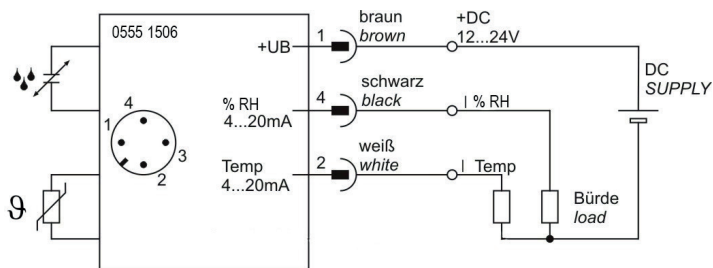 0555 1506
+UB
1
braun
brown
+DC
12...24V
% RH
4...20mA
4
schwarz
black
I % RH
DC
SUPPLY
Temp
4...20mA
2
weiß
white
I Temp
Bürde
load
4
1
3
2
ϑ